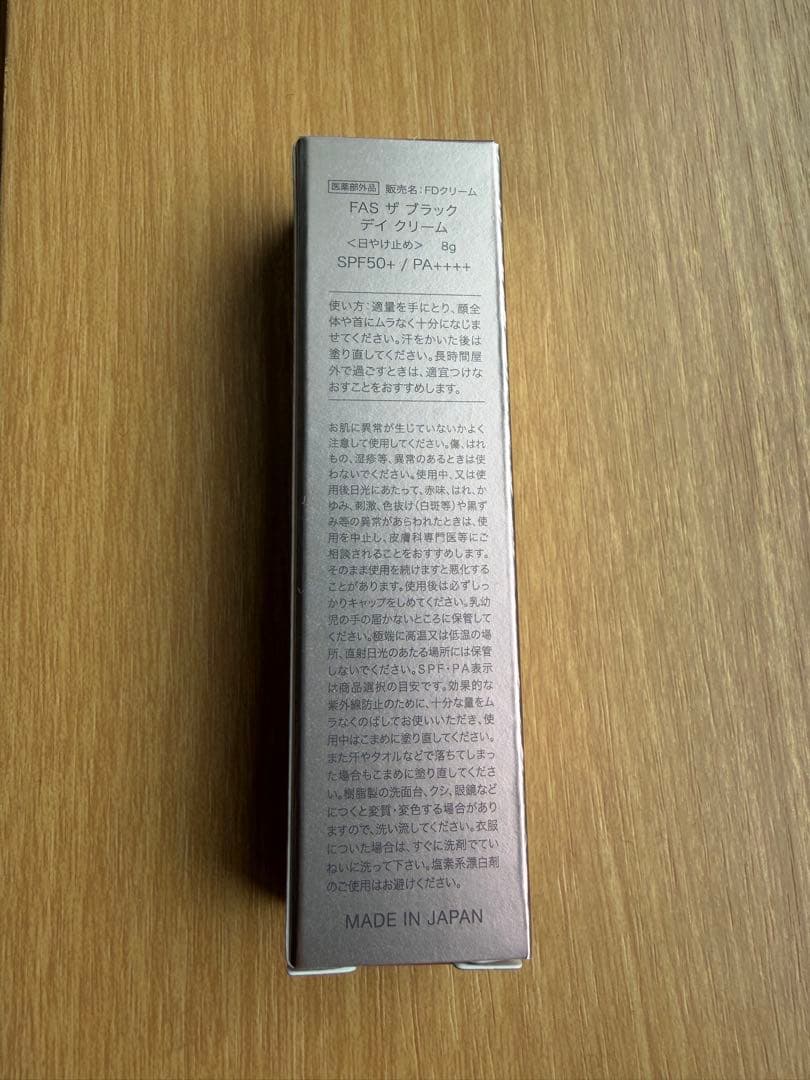 医薬部外品 販売名：FDクリーム
FAS ザ ブラック
デイ クリーム
＜日やけ止め＞ 8g
SPF50+ / PA++++
使い方：適量を手にとり、顔全
体や首にムラなく十分になじま
せてください。汗をかいた後は
塗り直してください。長時間屋
外で過ごすときは、適宜つけな
おすことをおすすめします。
お肌に異常が生じていないかよく
注意して使用してください。傷、はれ
もの、湿疹等、異常のあるときは使
わないでください。使用中、又は使
用後日光にあたって、赤味、はれ、か
ゆみ、刺激、色抜け（白斑等）や黒ず
み等の異常があらわれたときは、使
用を中止し、皮膚科専門医等にご
相談されることをおすすめします。
そのまま使用を続けますと悪化する
ことがあります。使用後は必ずしっ
かりキャップをしめてください。乳幼
児の手の届かないところに保管して
ください。極端に高温又は低温の場
所、直射日光のあたる場所には保管
しないでください。SPF・PA表示
は商品選択の目安です。効果的な
紫外線防止のために、十分な量をム
ラなくのばしてお使いいただき、使
用中はこまめに塗り直してください。
また汗やタオルなどで落ちてしまっ
た場合もこまめに塗り直してくださ
い。樹脂製の洗面台、クシ、眼鏡など
につくと変質・変色する場合があり
ますので、洗い流してください。衣服
についた場合は、すぐに洗剤でてい
ねいに洗って下さい。塩素系漂白剤
のご使用はお避けください。
MADE IN JAPAN